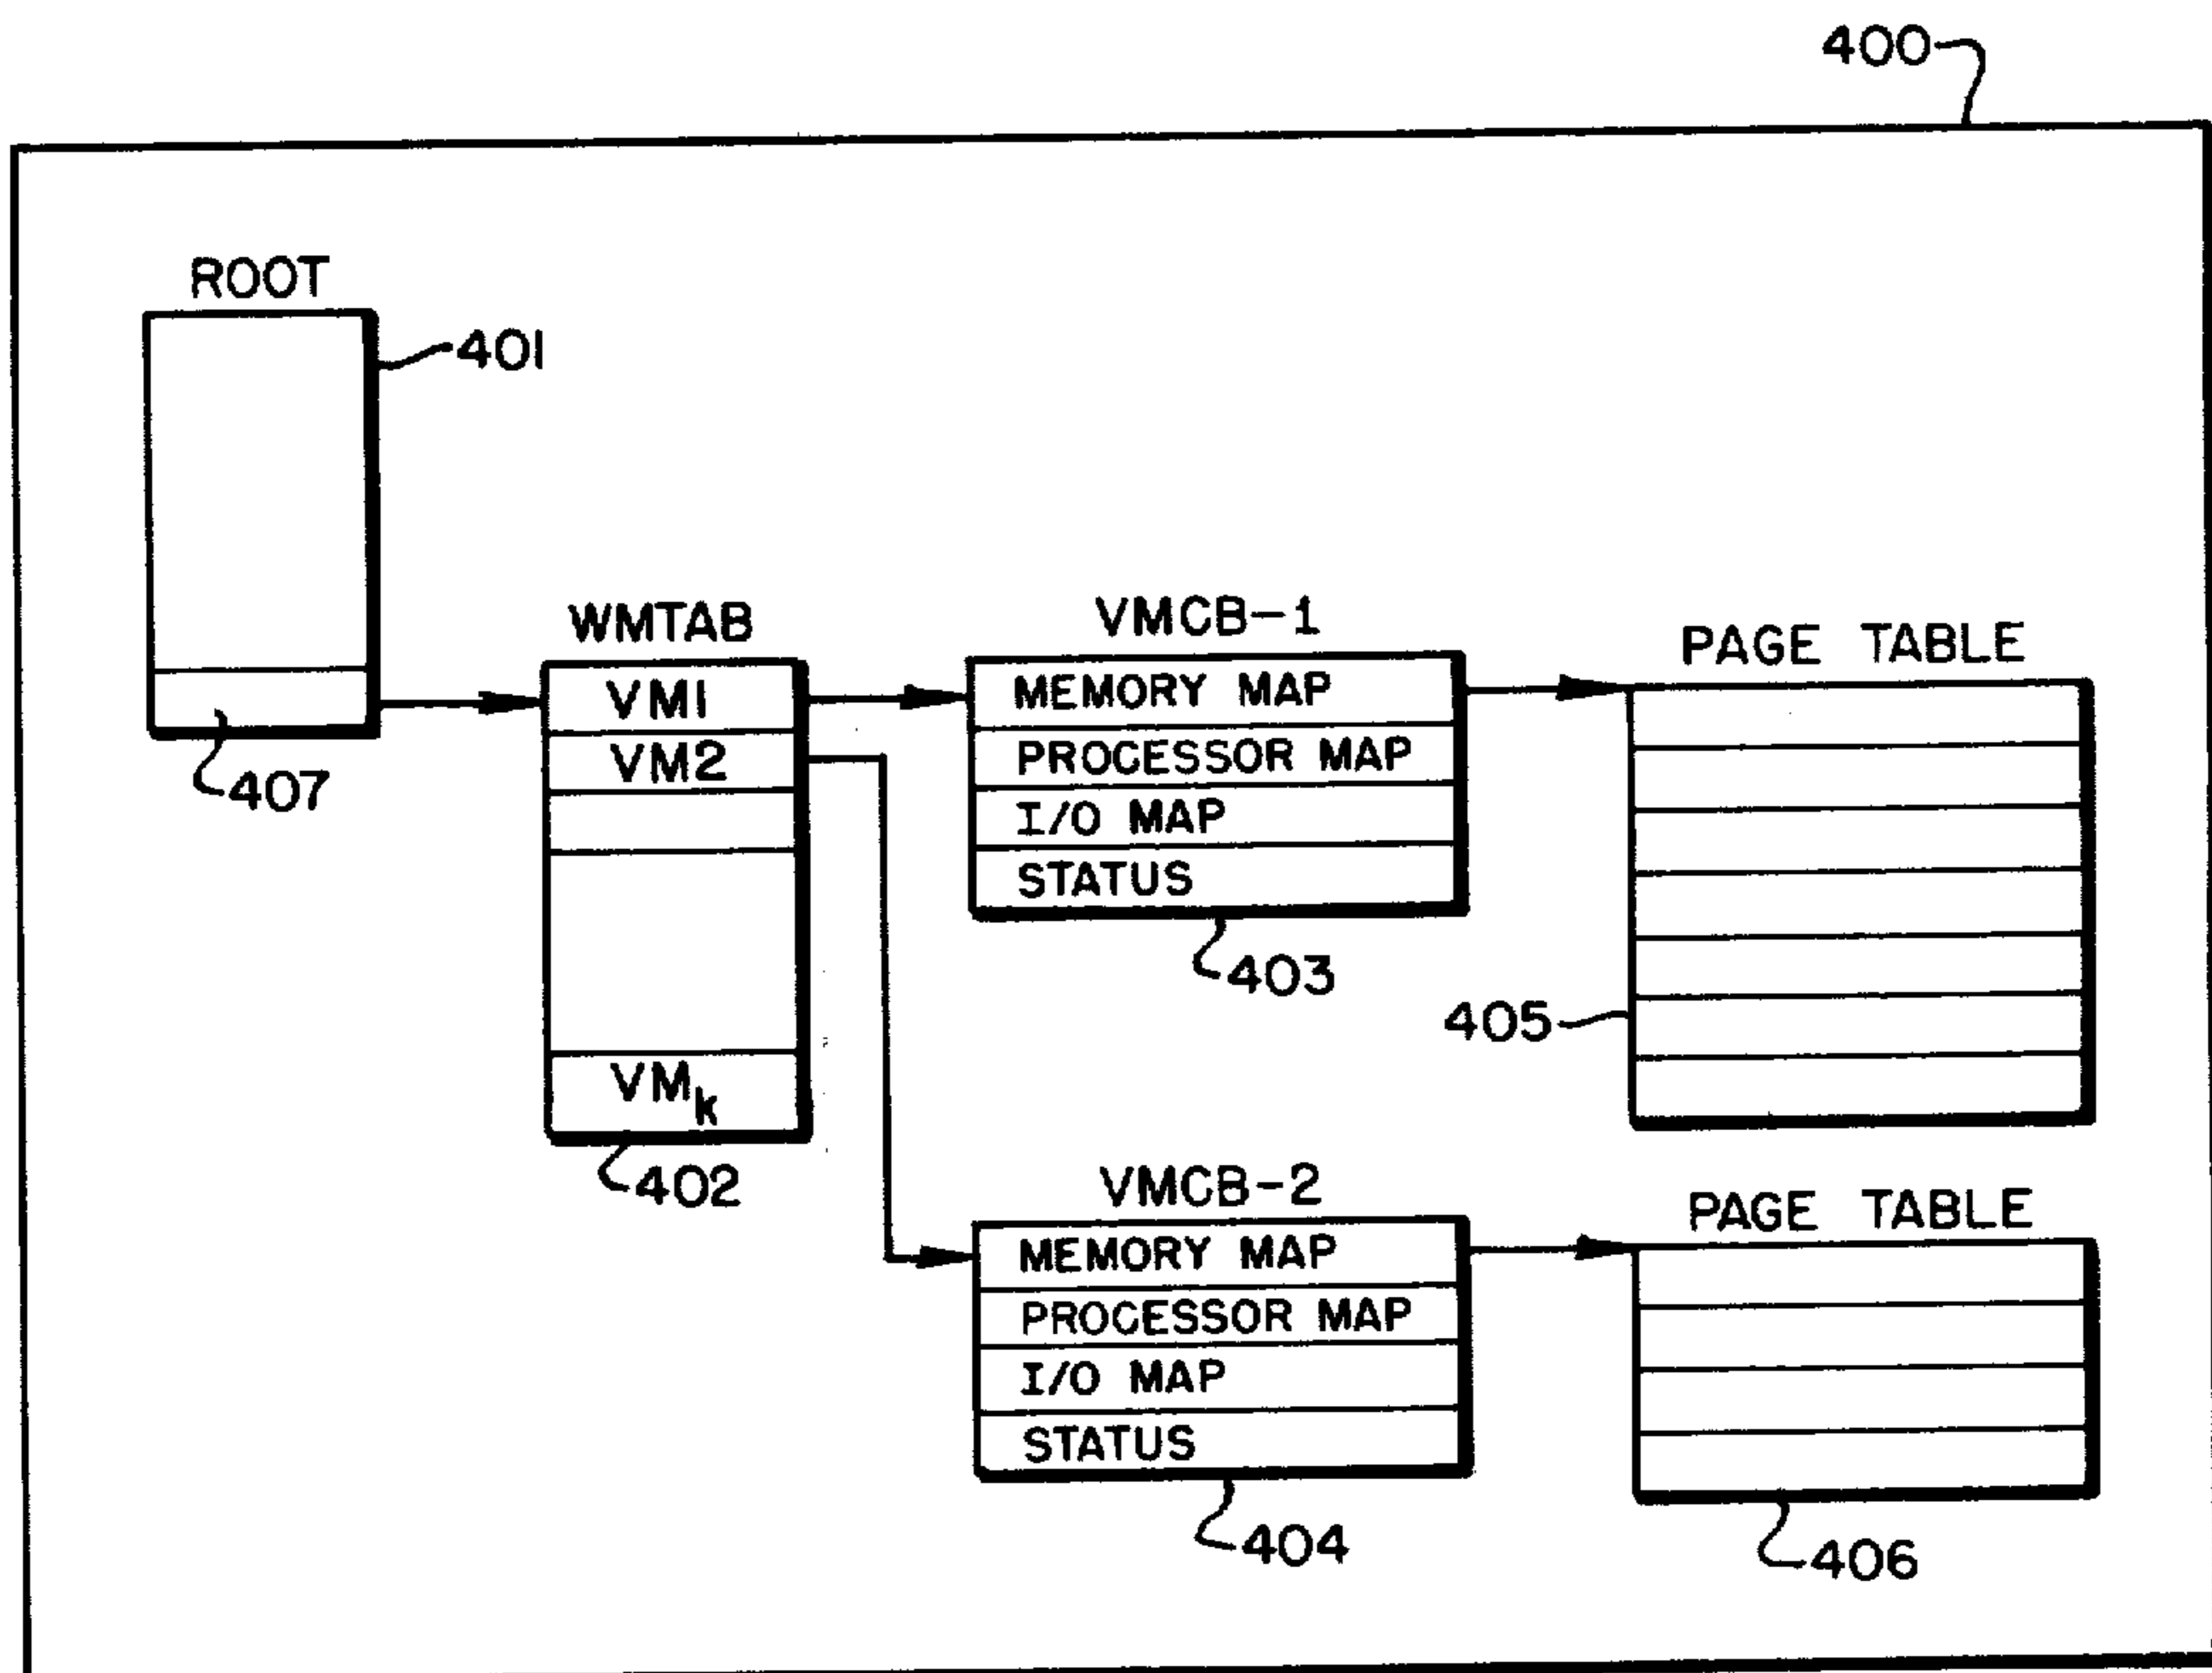 400
ROOT
401
407
WMTAB
VM1
VM2
VMk
402
VMCB-1
MEMORY MAP
PROCESSOR MAP
I/O MAP
STATUS
403
PAGE TABLE
405
VMCB-2
MEMORY MAP
PROCESSOR MAP
I/O MAP
STATUS
404
PAGE TABLE
406